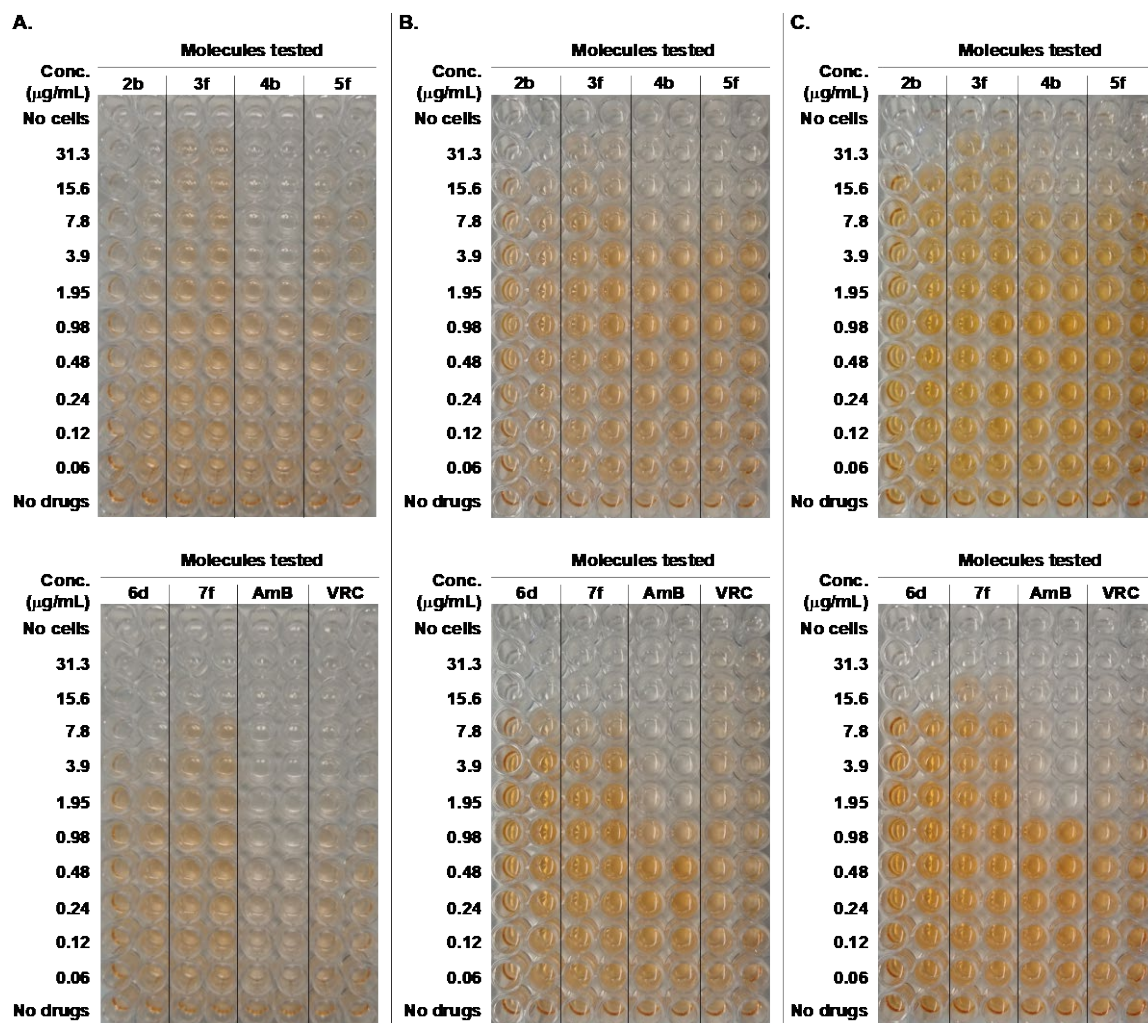 A.
Molecules tested
Conc.
(μg/mL)
2b 3f 4b 5f
No cells
31.3
15.6
7.8
3.9
1.95
0.98
0.48
0.24
0.12
0.06
No drugs
Molecules tested
Conc.
(μg/mL)
6d 7f AmB VRC
No cells
31.3
15.6
7.8
3.9
1.95
0.98
0.48
0.24
0.12
0.06
No drugs
B.
Molecules tested
Conc.
(μg/mL)
2b 3f 4b 5f
No cells
31.3
15.6
7.8
3.9
1.95
0.98
0.48
0.24
0.12
0.06
No drugs
Molecules tested
Conc.
(μg/mL)
6d 7f AmB VRC
No cells
31.3
15.6
7.8
3.9
1.95
0.98
0.48
0.24
0.12
0.06
No drugs
C.
Molecules tested
Conc.
(μg/mL)
2b 3f 4b 5f
No cells
31.3
15.6
7.8
3.9
1.95
0.98
0.48
0.24
0.12
0.06
No drugs
Molecules tested
Conc.
(μg/mL)
6d 7f AmB VRC
No cells
31.3
15.6
7.8
3.9
1.95
0.98
0.48
0.24
0.12
0.06
No drugs